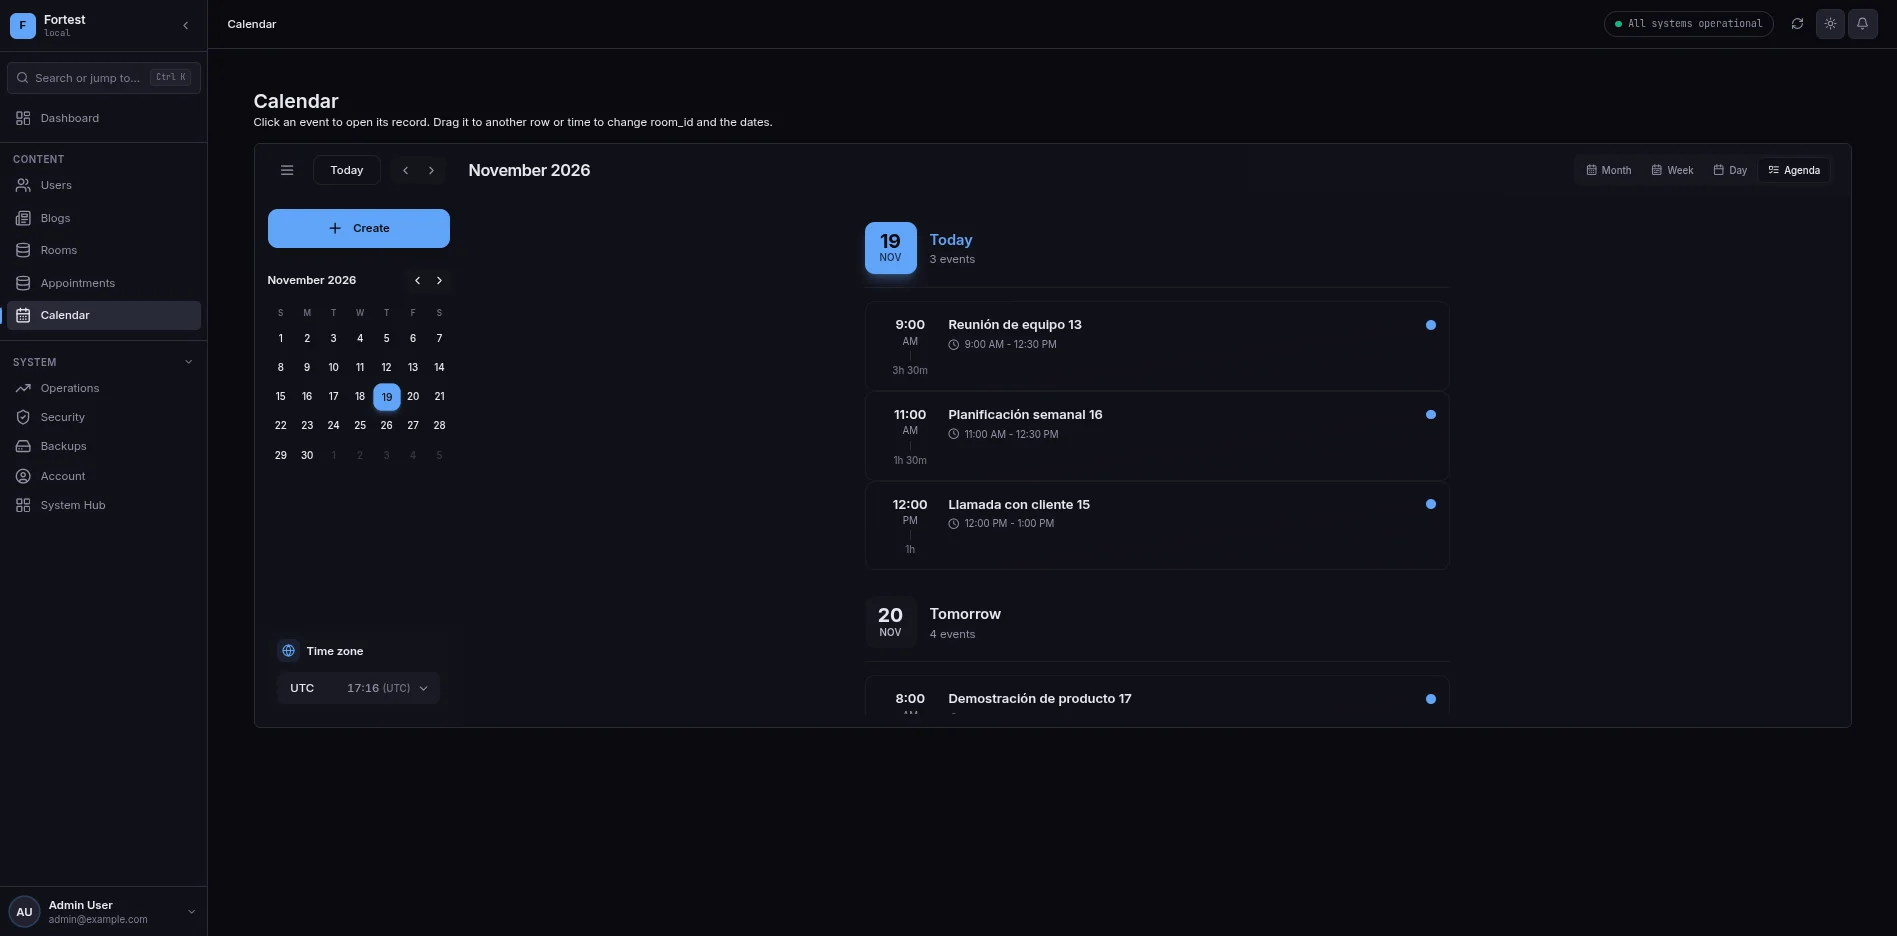 F
Fortest
local
Search or jump to...
Ctrl K
Dashboard
CONTENT
Users
Blogs
Rooms
Appointments
Calendar
SYSTEM
Operations
Security
Backups
Account
System Hub
AU
Admin User
admin@example.com
Calendar
All systems operational
Calendar
Click an event to open its record. Drag it to another row or time to change room_id and the dates.
Today
November 2026
Month
Week
Day
Agenda
Create
November 2026
S M T W T F S
1 2 3 4 5 6 7
8 9 10 11 12 13 14
15 16 17 18 19 20 21
22 23 24 25 26 27 28
29 30 1 2 3 4 5
Time zone
UTC 17:16 (UTC)
19
NOV
Today
3 events
9:00
AM
3h 30m
Reunión de equipo 13
9:00 AM - 12:30 PM
11:00
AM
1h 30m
Planificación semanal 16
11:00 AM - 12:30 PM
12:00
PM
1h
Llamada con cliente 15
12:00 PM - 1:00 PM
20
NOV
Tomorrow
4 events
8:00
AM
Demostración de producto 17